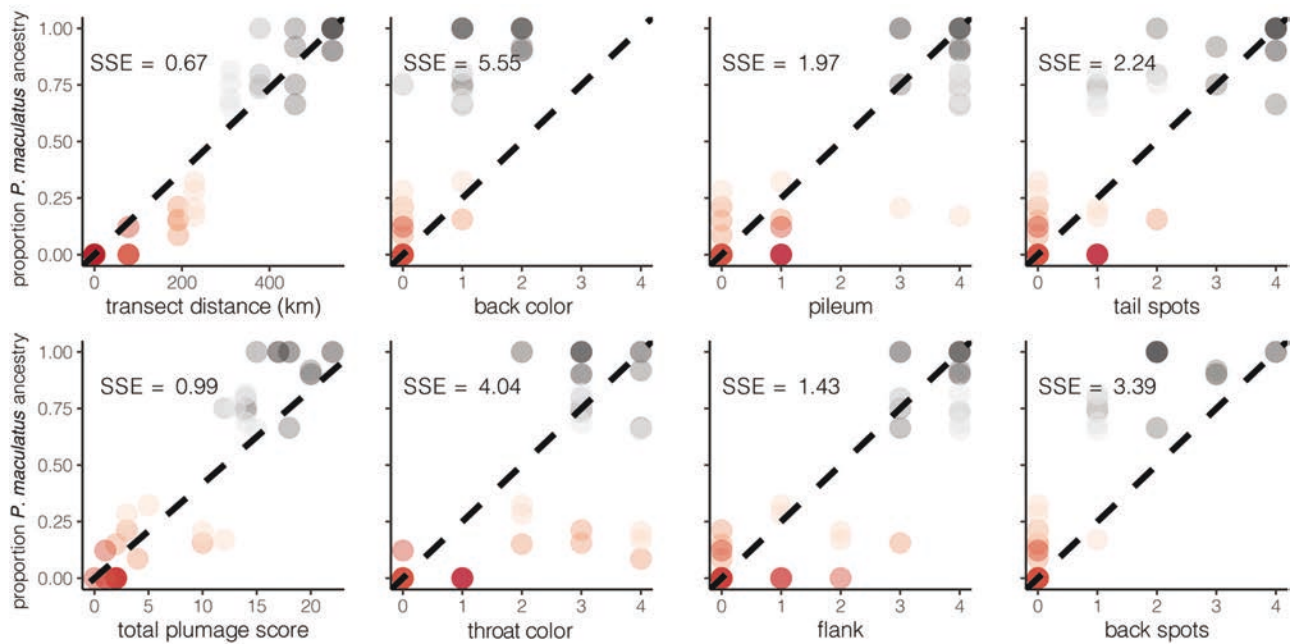 proportion P. maculatus ancestry
1.00
0.75
0.50
0.25
0.00
SSE = 0.67
0 200 400
transect distance (km)
SSE = 5.55
0 1 2 3 4
back color
SSE = 1.97
0 1 2 3 4
pileum
SSE = 2.24
0 1 2 3 4
tail spots
proportion P. maculatus ancestry
1.00
0.75
0.50
0.25
0.00
SSE = 0.99
0 5 10 15 20
total plumage score
SSE = 4.04
0 1 2 3 4
throat color
SSE = 1.43
0 1 2 3 4
flank
SSE = 3.39
0 1 2 3 4
back spots